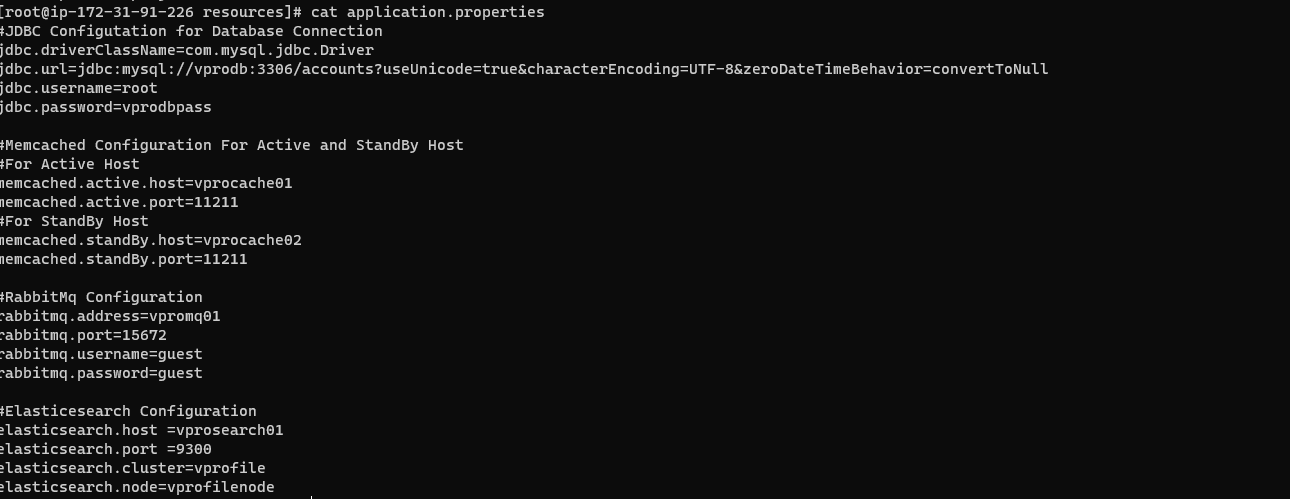 [root@ip-172-31-91-226 resources]# cat application.properties
#JDBC Configutation for Database Connection
jdbc.driverClassName=com.mysql.jdbc.Driver
jdbc.url=jdbc:mysql://vprodb:3306/accounts?useUnicode=true&characterEncoding=UTF-8&zeroDateTimeBehavior=convertToNull
jdbc.username=root
jdbc.password=vprodbpass

#Memcached Configuration For Active and StandBy Host
#For Active Host
memcached.active.host=vprocache01
memcached.active.port=11211
#For StandBy Host
memcached.standBy.host=vprocache02
memcached.standBy.port=11211

#RabbitMq Configuration
rabbitmq.address=vpromq01
rabbitmq.port=15672
rabbitmq.username=guest
rabbitmq.password=guest

#Elasticesearch Configuration
elasticsearch.host =vprosearch01
elasticsearch.port =9300
elasticsearch.cluster=vprofile
elasticsearch.node=vprofilenode